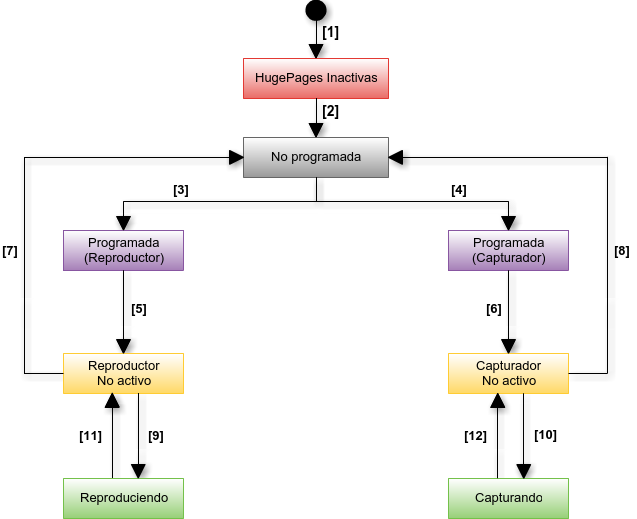 [1]
HugePages Inactivas
[2]
No programada
[3]
[4]
Programada
(Reproductor)
Programada
(Capturador)
[7]
[8]
[5]
[6]
Reproductor
No activo
Capturador
No activo
[11]
[9]
[12]
[10]
Reproduciendo
Capturando